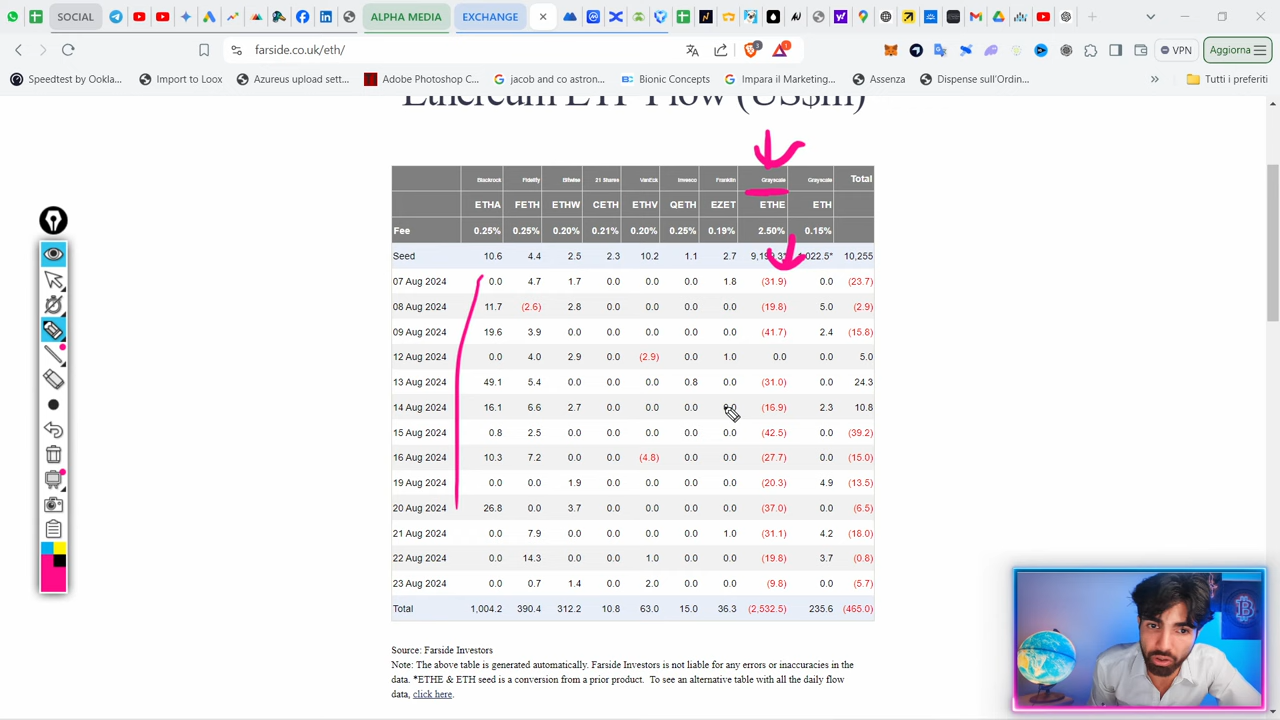 SOCIAL
ALPHA MEDIA
EXCHANGE
farside.co.uk/eth/
VPN
Aggiorna
Speedtest by Ookla...
Import to Loox
Azureus upload sett...
Adobe Photoshop C...
jacob and co astron...
Bionic Concepts
Impara il Marketing...
Assenza
Dispense sull'Ordin...
Tutti i preferiti
Ethereum ETF Flow (US$m)
Blackrock Fidelity Bitwise 21 Shares VanEck Invesco Franklin Grayscale Grayscale Total
ETHA FETH ETHW CETH ETHV QETH EZET ETHE ETH
Fee 0.25% 0.25% 0.20% 0.21% 0.20% 0.25% 0.19% 2.50% 0.15%
Seed 10.6 4.4 2.5 2.3 10.2 1.1 2.7 10,255
07 Aug 2024 0.0 4.7 1.7 0.0 0.0 0.0 1.8 (31.9) 0.0 (23.7)
08 Aug 2024 11.7 (2.6) 2.8 0.0 0.0 0.0 0.0 (19.8) 5.0 (2.9)
09 Aug 2024 19.6 3.9 0.0 0.0 0.0 0.0 0.0 (41.7) 2.4 (15.8)
12 Aug 2024 0.0 4.0 2.9 0.0 (2.9) 0.0 1.0 0.0 0.0 5.0
13 Aug 2024 49.1 5.4 0.0 0.0 0.0 0.8 0.0 (31.0) 0.0 24.3
14 Aug 2024 16.1 6.6 2.7 0.0 0.0 0.0 (16.9) 2.3 10.8
15 Aug 2024 0.8 2.5 0.0 0.0 0.0 0.0 0.0 (42.5) 0.0 (39.2)
16 Aug 2024 10.3 7.2 0.0 0.0 (4.8) 0.0 0.0 (27.7) 0.0 (15.0)
19 Aug 2024 0.0 0.0 1.9 0.0 0.0 0.0 0.0 (20.3) 4.9 (13.5)
20 Aug 2024 26.8 0.0 3.7 0.0 0.0 0.0 0.0 (37.0) 0.0 (6.5)
21 Aug 2024 0.0 7.9 0.0 0.0 0.0 0.0 1.0 (31.1) 4.2 (18.0)
22 Aug 2024 0.0 14.3 0.0 0.0 1.0 0.0 0.0 (19.8) 3.7 (0.8)
23 Aug 2024 0.0 0.7 1.4 0.0 2.0 0.0 0.0 (9.8) 0.0 (5.7)
Total 1,004.2 390.4 312.2 10.8 63.0 15.0 36.3 (2,532.5) 235.6 (465.0)
Source: Farside Investors
Note: The above table is generated automatically. Farside Investors is not liable for any errors or inaccuracies in the
data. *ETHE & ETH seed is a conversion from a prior product. To see an alternative table with all the daily flow
data, click here.